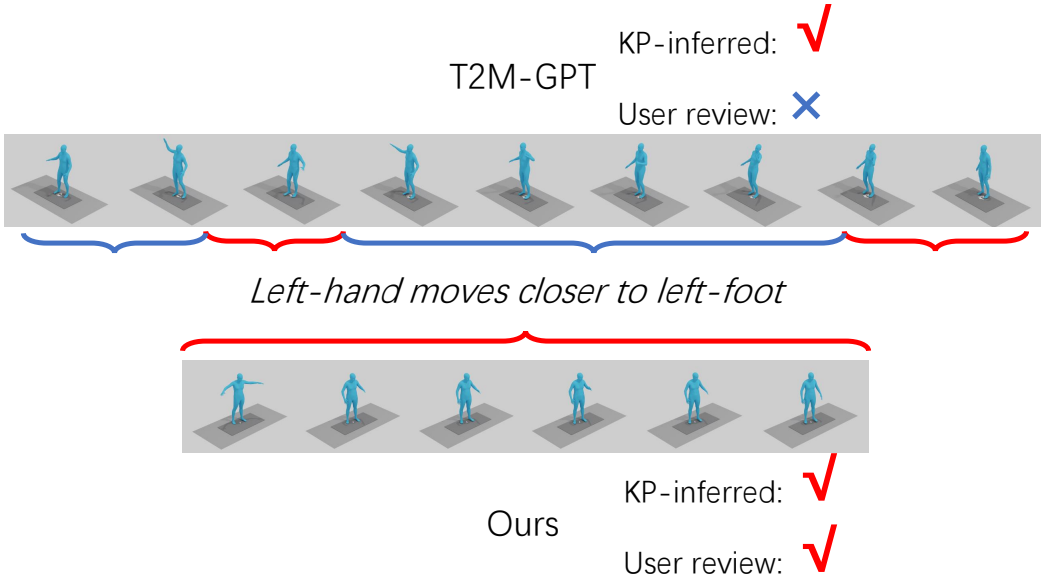 KP-inferred: √
T2M-GPT
User review: ×
Left-hand moves closer to left-foot
KP-inferred: √
Ours
User review: √